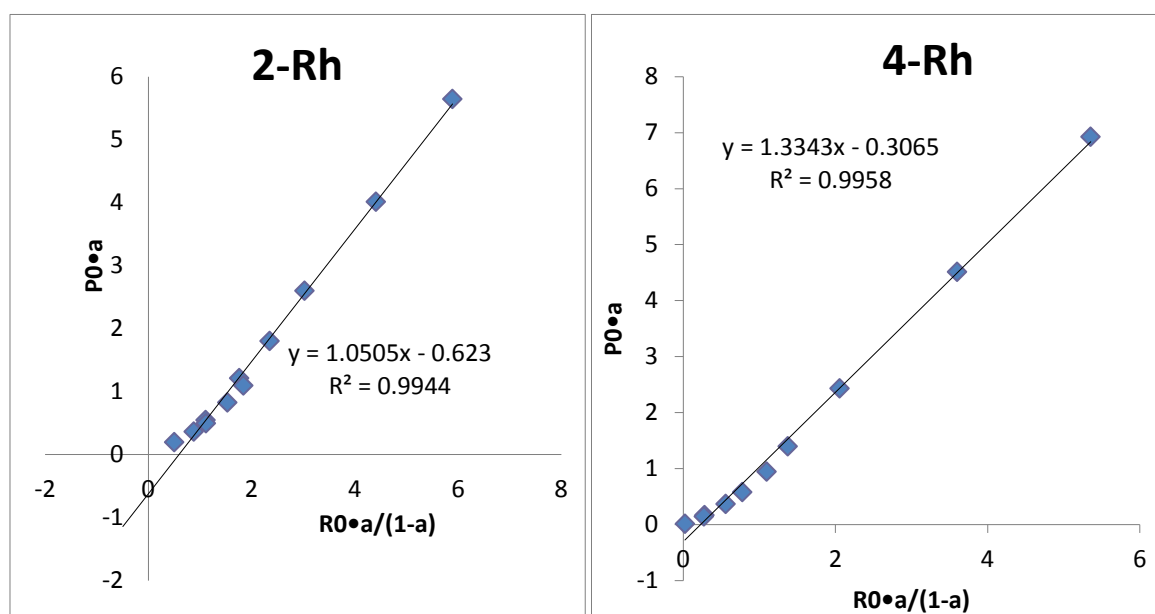 2-Rh
6
5
4
3
2
1
0
-1
-2
-2 0 2 4 6 8
P0•a
R0•a/(1-a)
y = 1.0505x - 0.623
R² = 0.9944
4-Rh
8
7
6
5
4
3
2
1
0
-1
0 2 4 6
P0•a
R0•a/(1-a)
y = 1.3343x - 0.3065
R² = 0.9958